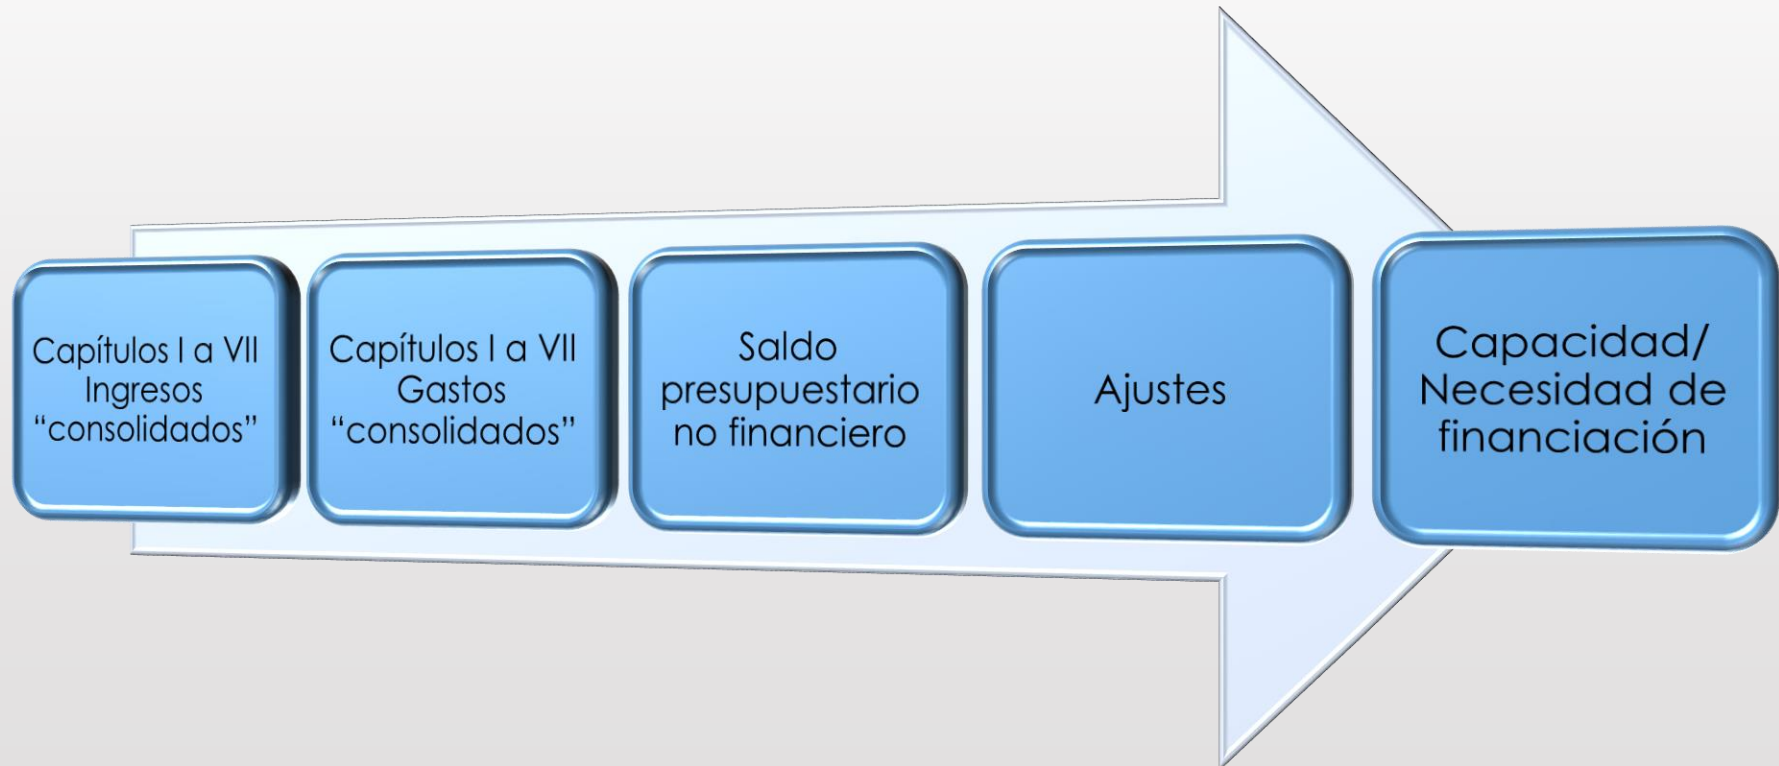 Capítulos I a VII
Ingresos
“consolidados”
Capítulos I a VII
Gastos
“consolidados”
Saldo
presupuestario
no financiero
Ajustes
Capacidad/
Necesidad de
financiación